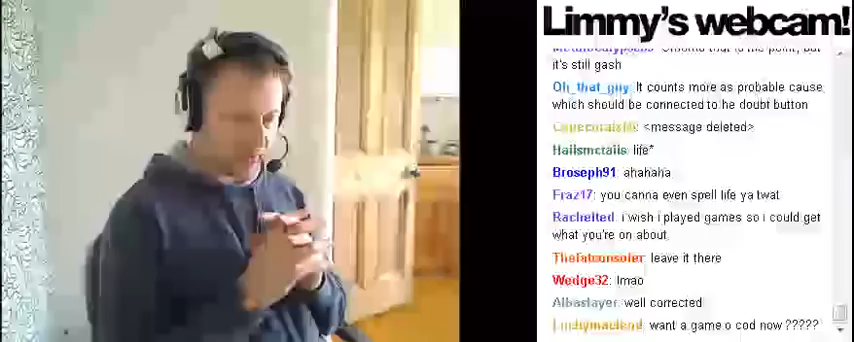 Limmy's webcam!
it's still gash
Oh_that_guy: It counts more as probable cause
which should be connected to he doubt button
<message deleted>
Hailsmctails: life*
Broseph91: ahahaha
Fraz17: you canna even spell life ya twat
Rachelted: i wish i played games so i could get
what you're on about
Thefatconsoler: leave it there
Wedge32: lmao
Albaslayer: well corrected
Luckymacleod: want a game o cod now ?????